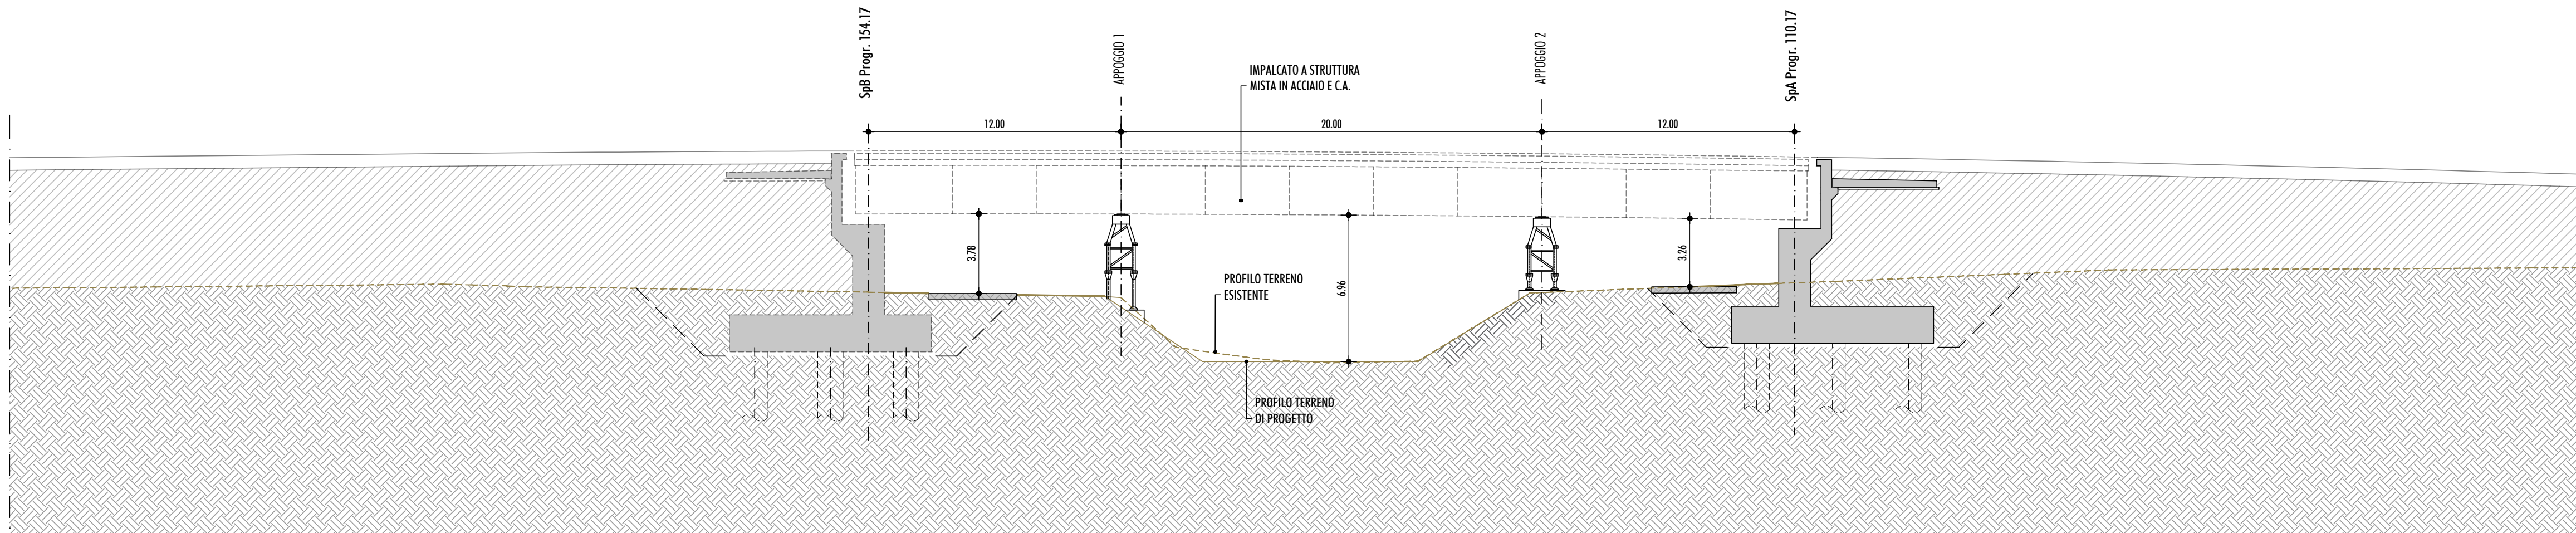 SpB Progr. 154.17
APPOGGIO 1
APPOGGIO 2
SpA Progr. 110.17
IMPALCATO A STRUTTURA
MISTA IN ACCIAIO E C.A.
12.00
20.00
12.00
3.78
6.96
3.26
PROFILO TERRENO
ESISTENTE
PROFILO TERRENO
DI PROGETTO